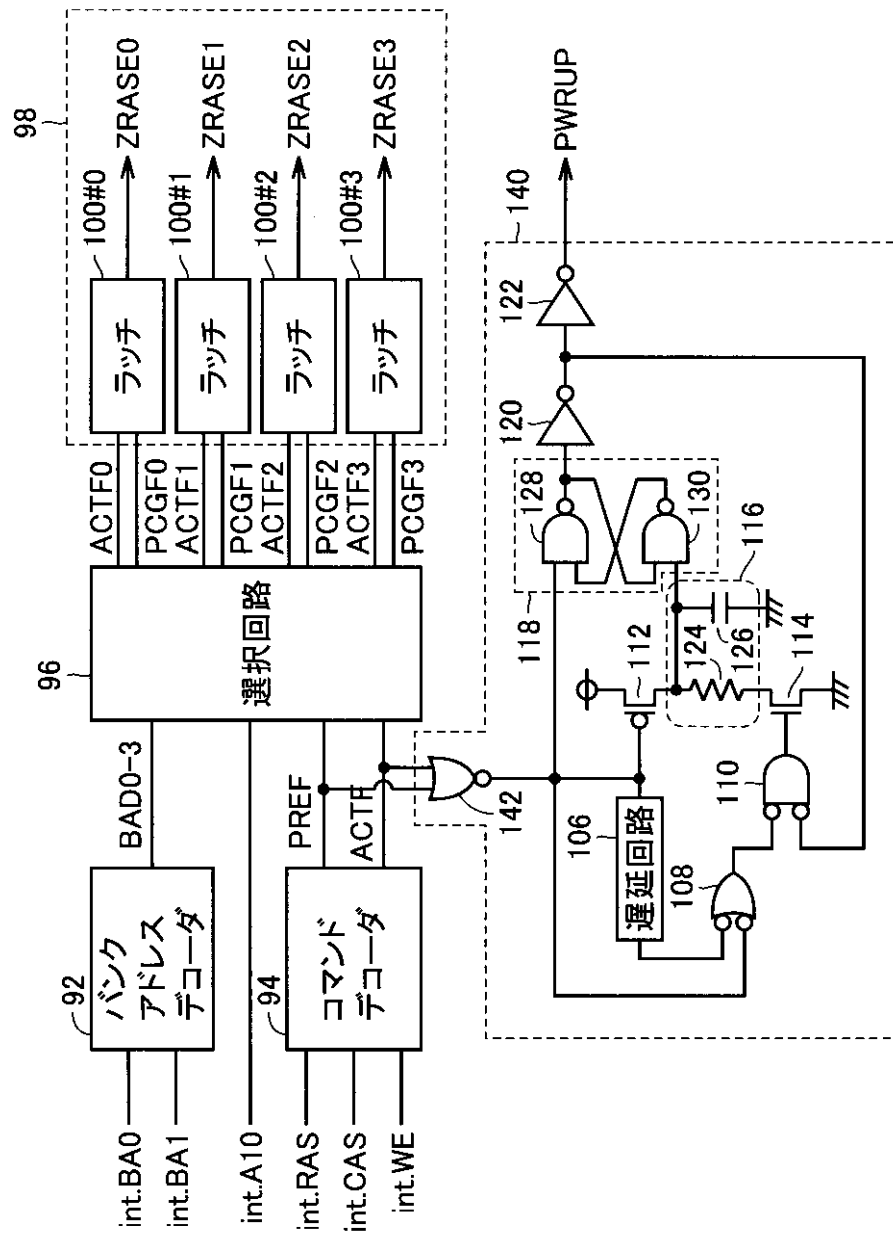 98
100#0
ラッチ
ZRASE0
100#1
ラッチ
ZRASE1
100#2
ラッチ
ZRASE2
100#3
ラッチ
ZRASE3
ACTF0
PCGF0
ACTF1
PCGF1
ACTF2
PCGF2
ACTF3
PCGF3
96
選択回路
BAD0-3
PREF
ACTF
92
バンク
アドレス
デコーダ
94
コマンド
デコーダ
int.BA0
int.BA1
int.A10
int.RAS
int.CAS
int.WE
142
140
PWRUP
122
120
128
130
118
116
112
124
126
114
106
遅延回路
108
110